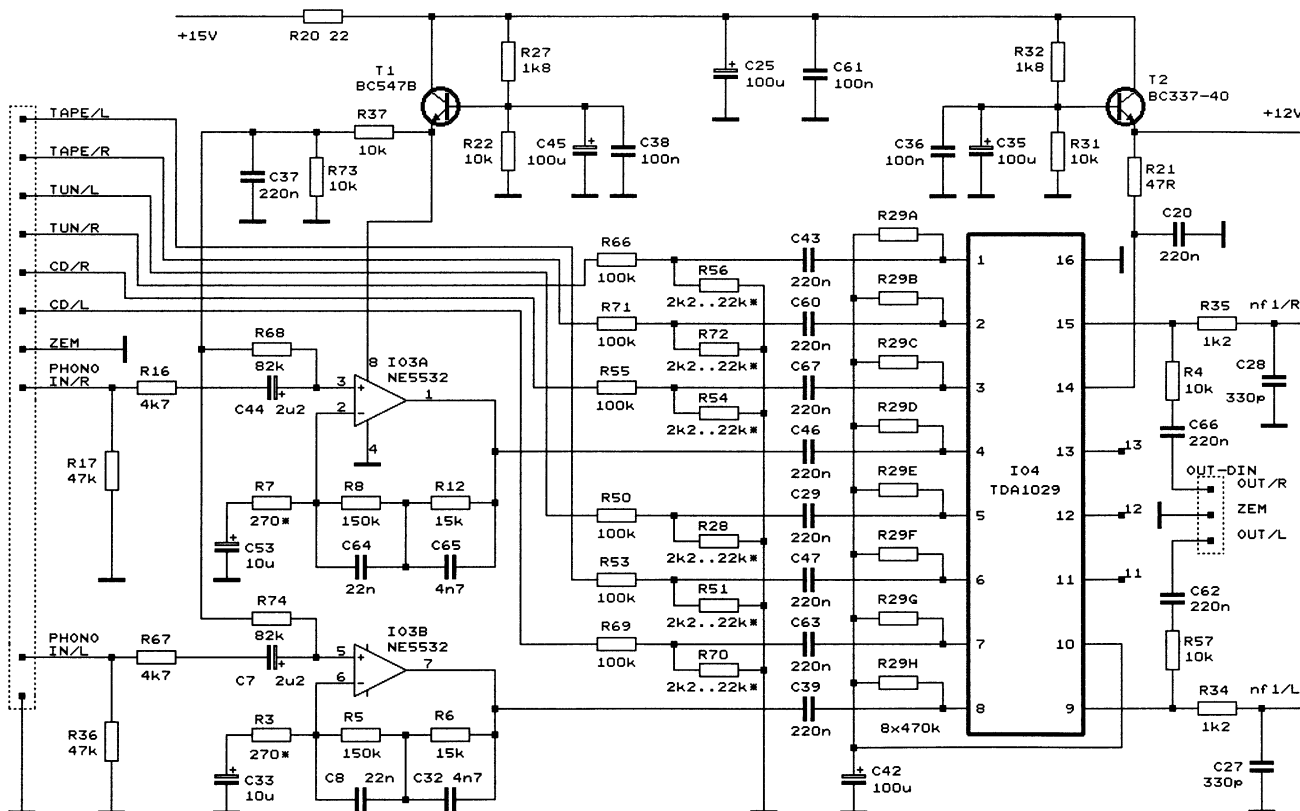 +15V
R20 22
R27
1k8
C25
100u
C61
100n
R32
1k8
T1
BC547B
T2
BC337-40
+12V
TAPE/L
TAPE/R
TUN/L
TUN/R
CD/R
CD/L
ZEM
PHONO
IN/R
R37
10k
R22
10k
C45
100u
C38
100n
C36
100n
C35
100u
R31
10k
R21
47R
C37
220n
R73
10k
C20
220n
R66
100k
R56
2k2..22k*
C43
220n
R29A
1
16
R71
100k
R72
2k2..22k*
C60
220n
R29B
2
15
R35
1k2
nf1/R
R68
82k
8
IO3A
NE5532
R55
100k
R54
2k2..22k*
C67
220n
R29C
3
14
R4
10k
C28
330p
R16
4k7
C44
2u2
3
+
2
-
1
4
C46
220n
R29D
4
13
13
C66
220n
R17
47k
R7
270*
R8
150k
R12
15k
IO4
TDA1029
OUT-DIN
OUT/R
ZEM
OUT/L
C53
10u
C64
22n
C65
4n7
R50
100k
R28
2k2..22k*
C29
220n
R29E
5
12
12
R53
100k
R51
2k2..22k*
C47
220n
R29F
6
11
11
C62
220n
R74
82k
IO3B
NE5532
R69
100k
R70
2k2..22k*
C63
220n
R29G
7
10
R57
10k
PHONO
IN/L
R67
4k7
C7
2u2
5
+
6
-
7
C39
220n
R29H
8
9
8x470k
R34
1k2
nf1/L
R36
47k
R3
270*
R5
150k
R6
15k
C33
10u
C8
22n
C32
4n7
C42
100u
C27
330p